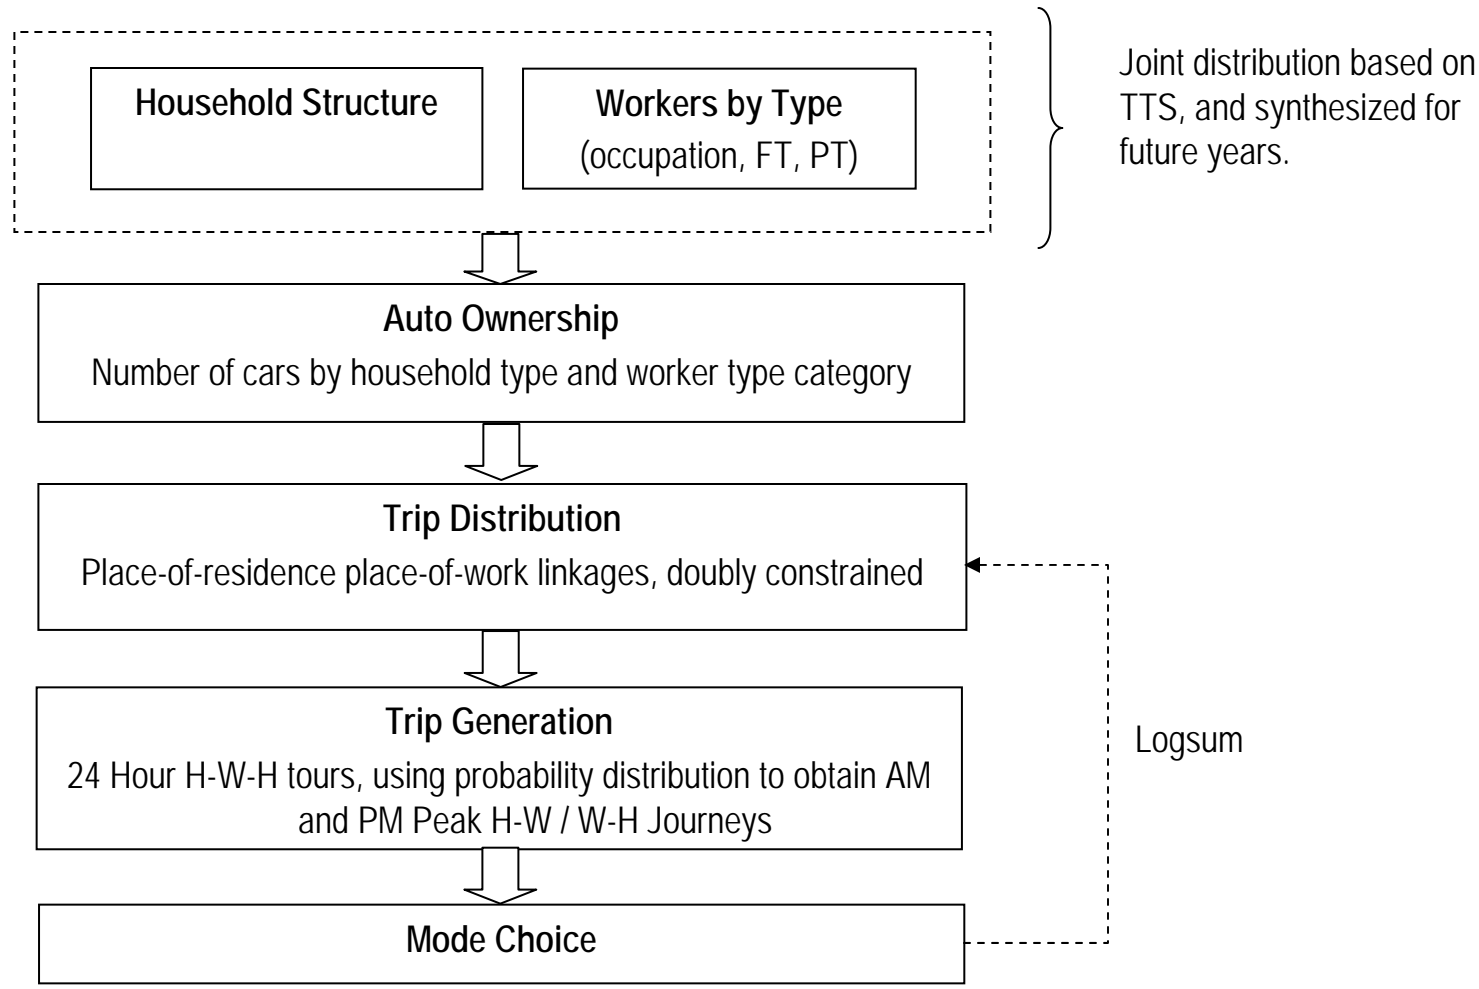 Household Structure
Workers by Type
(occupation, FT, PT)
Joint distribution based on
TTS, and synthesized for
future years.
Auto Ownership
Number of cars by household type and worker type category
Trip Distribution
Place-of-residence place-of-work linkages, doubly constrained
Trip Generation
24 Hour H-W-H tours, using probability distribution to obtain AM
and PM Peak H-W / W-H Journeys
Logsum
Mode Choice